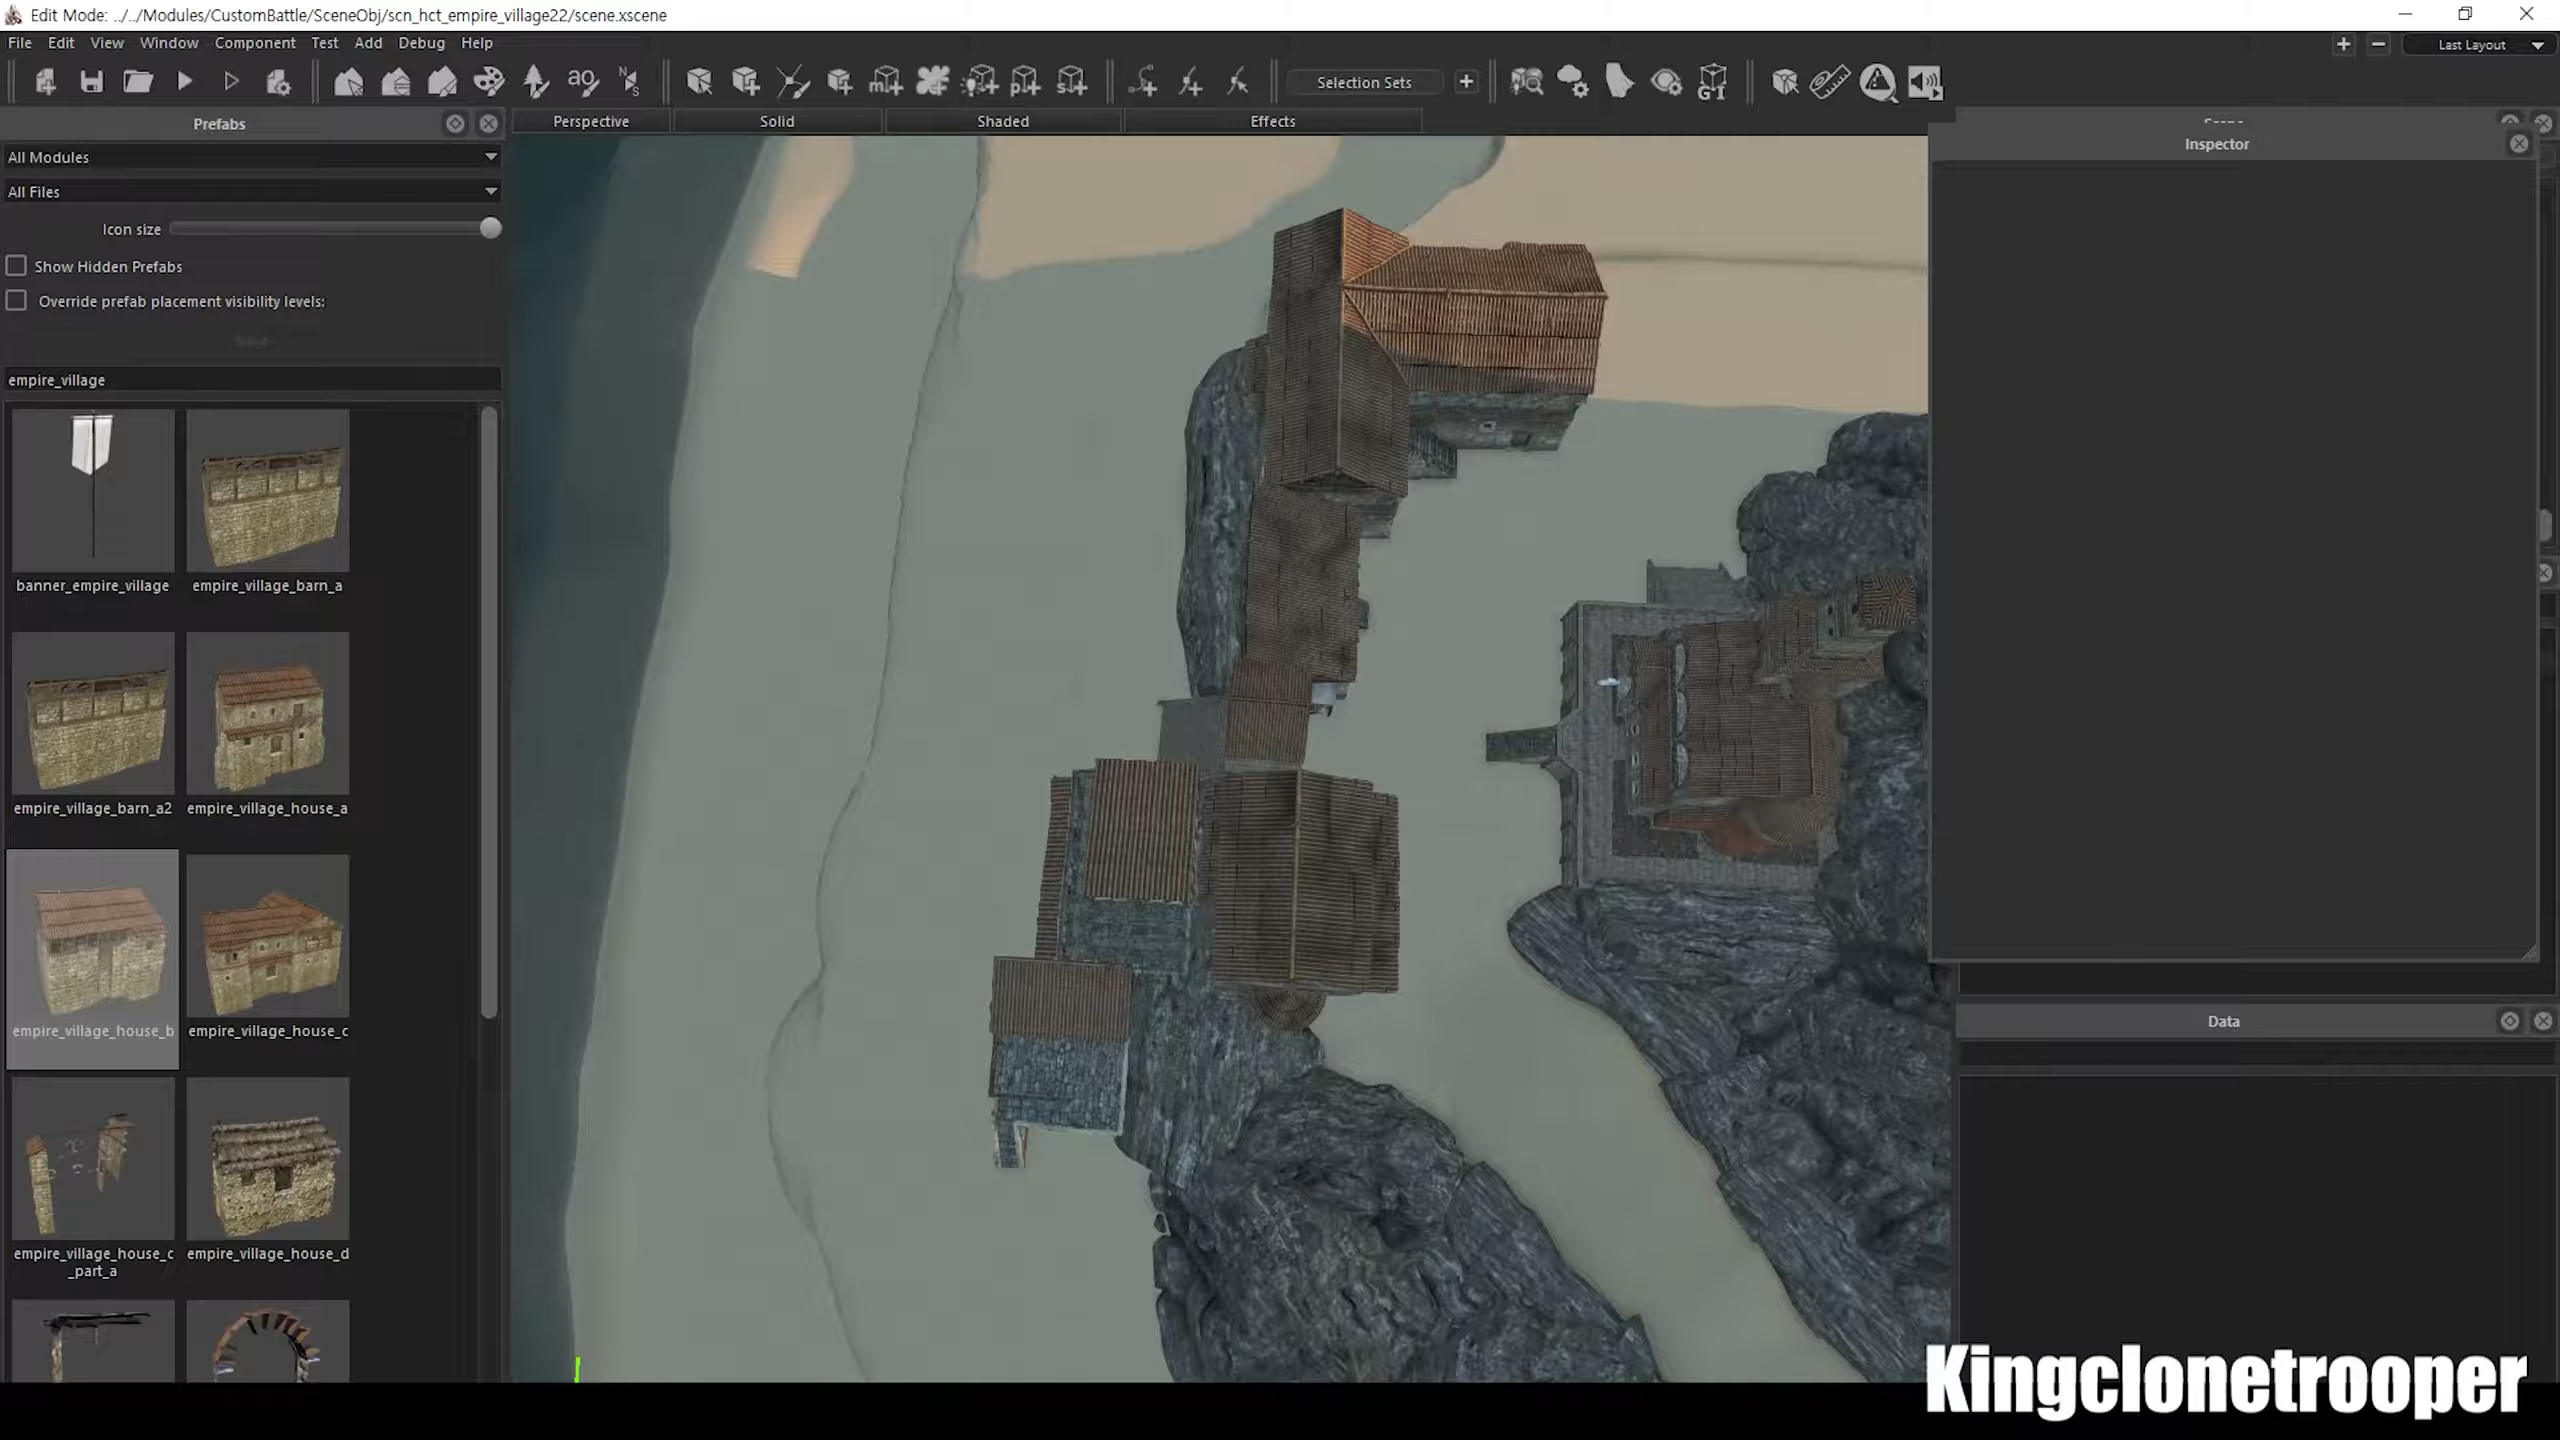 Edit Mode: ../../Modules/CustomBattle/SceneObj/scn_hct_empire_village22/scene.xscene
File Edit View Window Component Test Add Debug Help
Last Layout
Selection Sets
Prefabs
Perspective Solid Shaded Effects
Inspector
All Modules
All Files
Icon size
Show Hidden Prefabs
Override prefab placement visibility levels:
empire_village
banner_empire_village empire_village_barn_a
empire_village_barn_a2 empire_village_house_a
empire_village_house_b empire_village_house_c
empire_village_house_c
_part_a
empire_village_house_d
Data
Kingclonetrooper